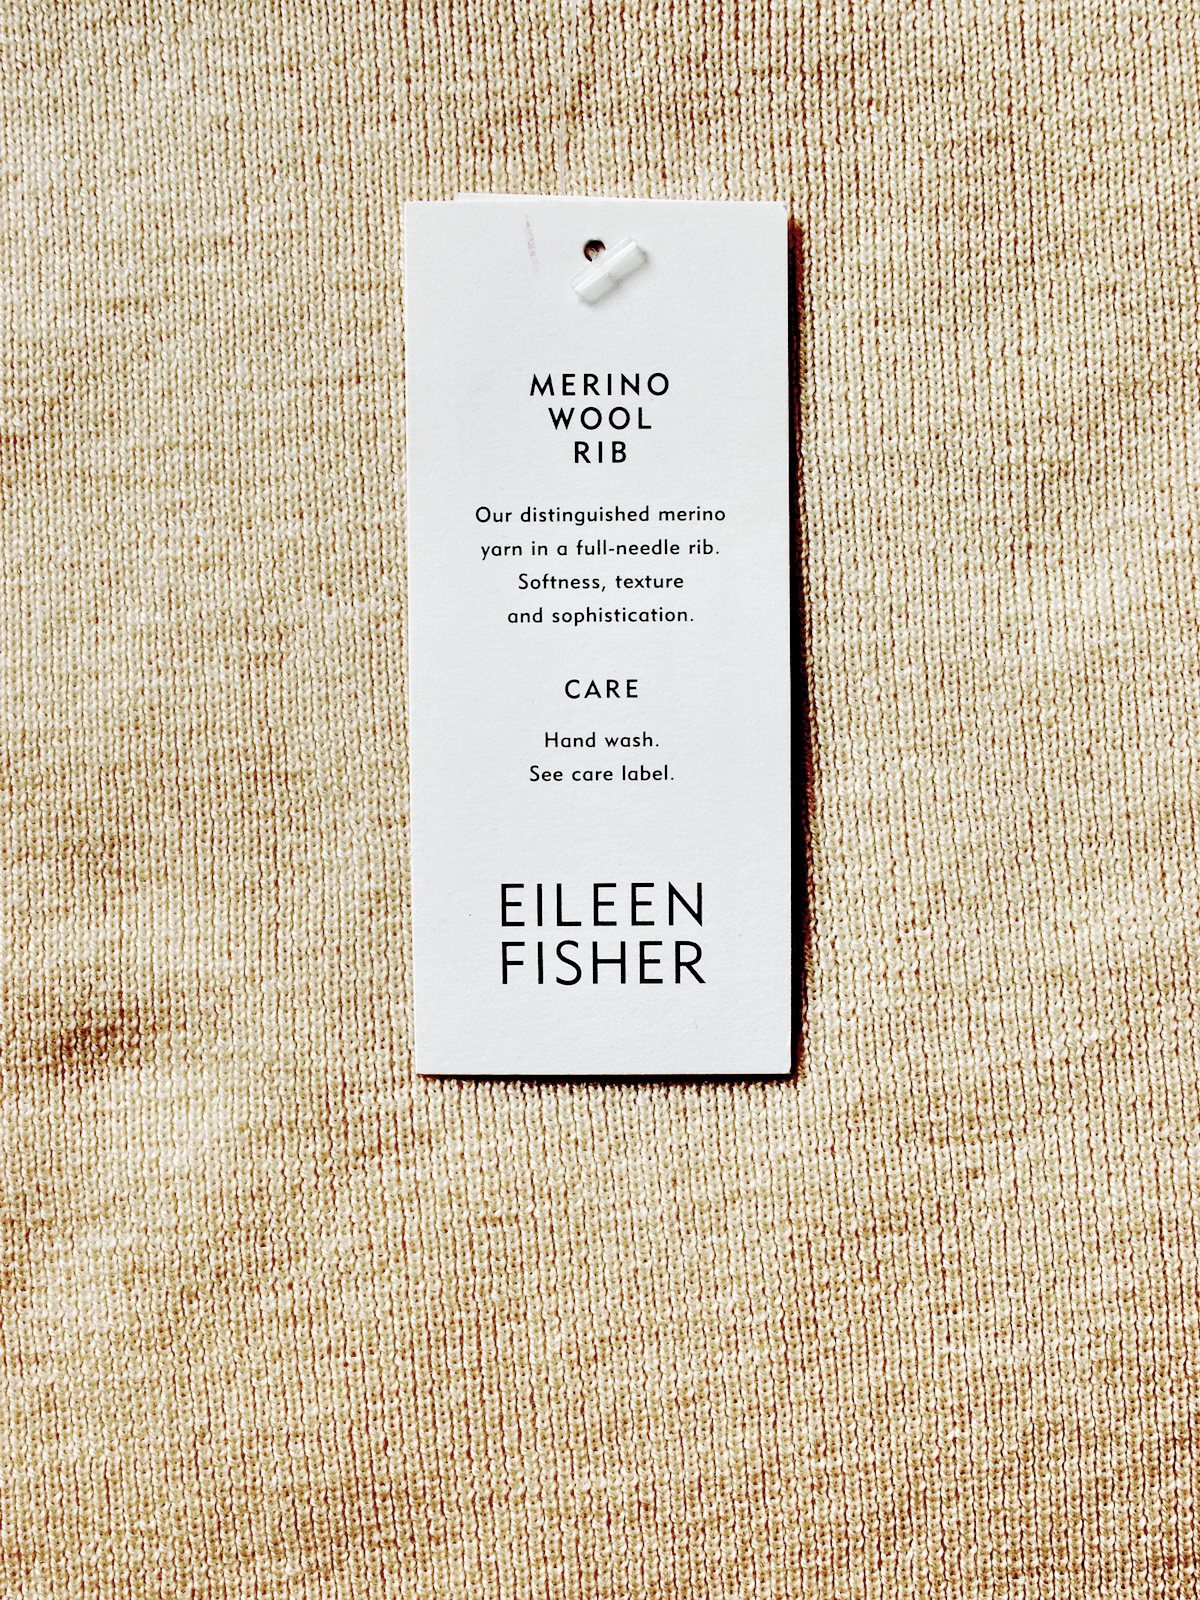 MERINO
WOOL
RIB
Our distinguished merino
yarn in a full-needle rib.
Softness, texture
and sophistication.
CARE
Hand wash.
See care label.
EILEEN
FISHER